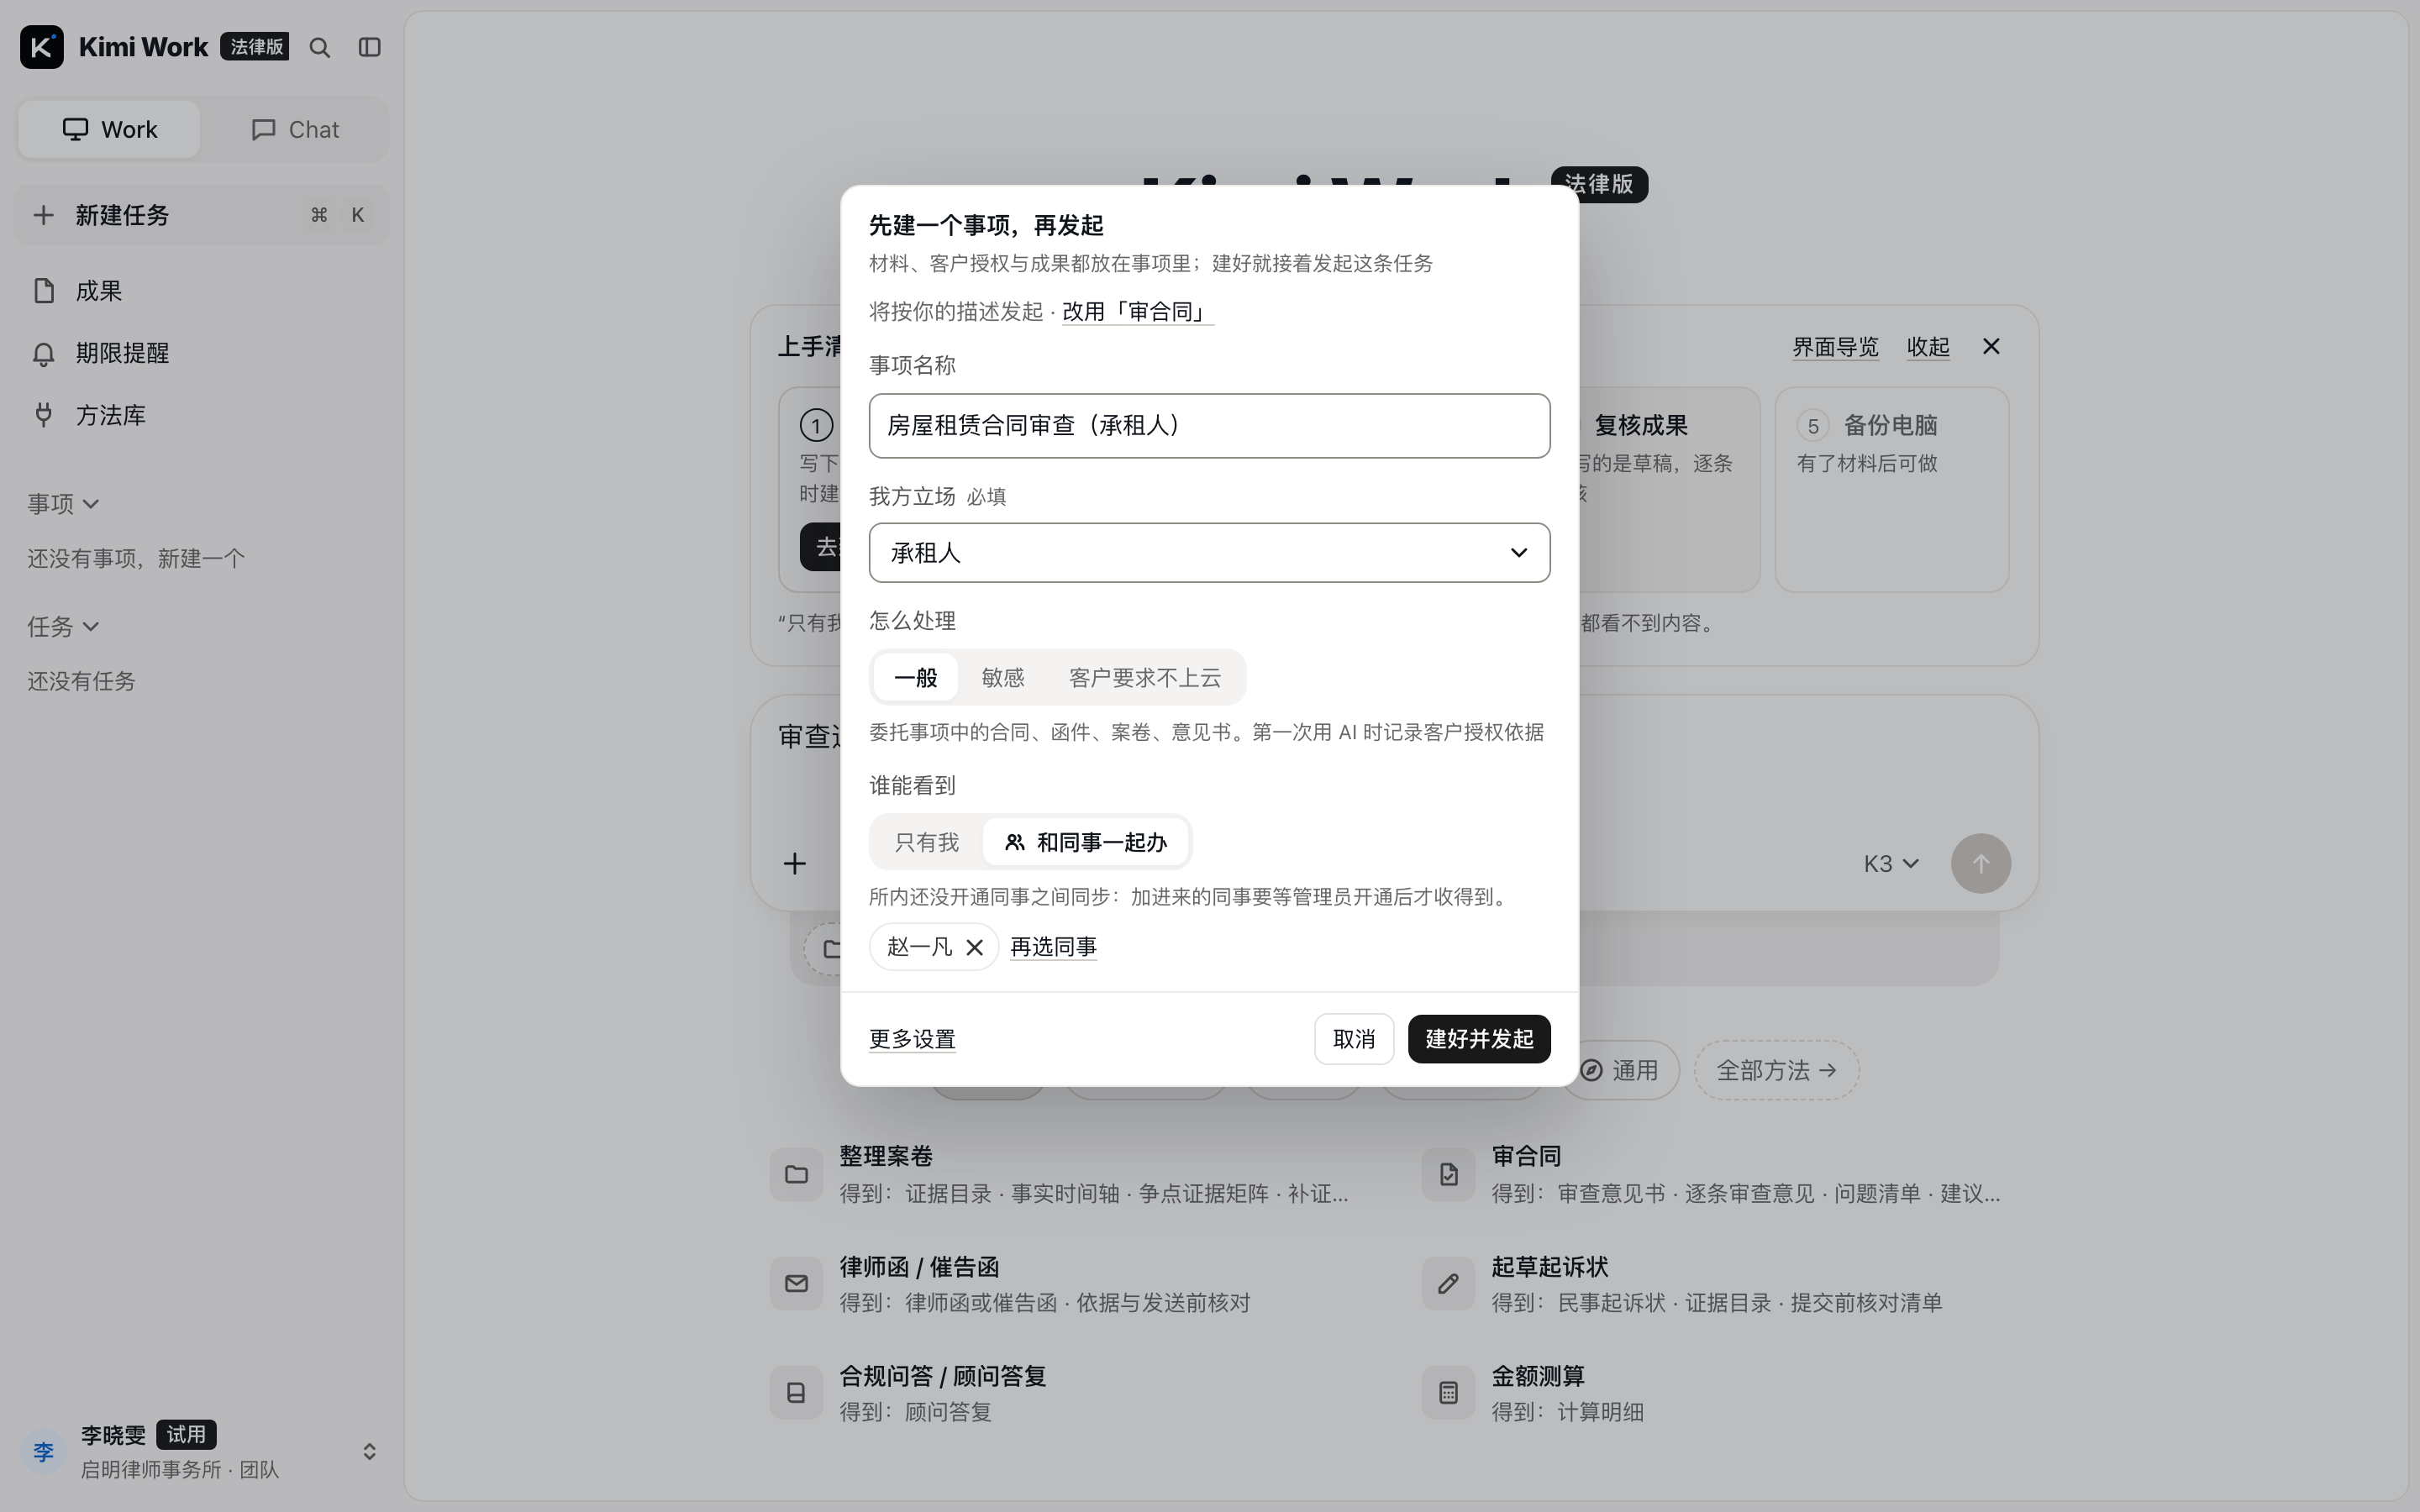 Kimi Work 法律版
Work
Chat
新建任务 ⌘ K
成果
期限提醒
方法库
事项
还没有事项，新建一个
任务
还没有任务
李晓雯 试用
启明律师事务所 · 团队
法律版
上手清
界面导览 收起
1
写下
时建
复核成果
写的是草稿，逐条
5 备份电脑
有了材料后可做
“只有我
都看不到内容。
审查
K3
先建一个事项，再发起
材料、客户授权与成果都放在事项里；建好就接着发起这条任务
将按你的描述发起 · 改用「审合同」
事项名称
房屋租赁合同审查（承租人）
我方立场 必填
承租人
怎么处理
一般 敏感 客户要求不上云
委托事项中的合同、函件、案卷、意见书。第一次用 AI 时记录客户授权依据
谁能看到
只有我 和同事一起办
所内还没开通同事之间同步：加进来的同事要等管理员开通后才收得到。
赵一凡 再选同事
更多设置 取消 建好并发起
通用 全部方法 →
整理案卷
得到：证据目录 · 事实时间轴 · 争点证据矩阵 · 补证...
审合同
得到：审查意见书 · 逐条审查意见 · 问题清单 · 建议...
律师函 / 催告函
得到：律师函或催告函 · 依据与发送前核对
起草起诉状
得到：民事起诉状 · 证据目录 · 提交前核对清单
合规问答 / 顾问答复
得到：顾问答复
金额测算
得到：计算明细